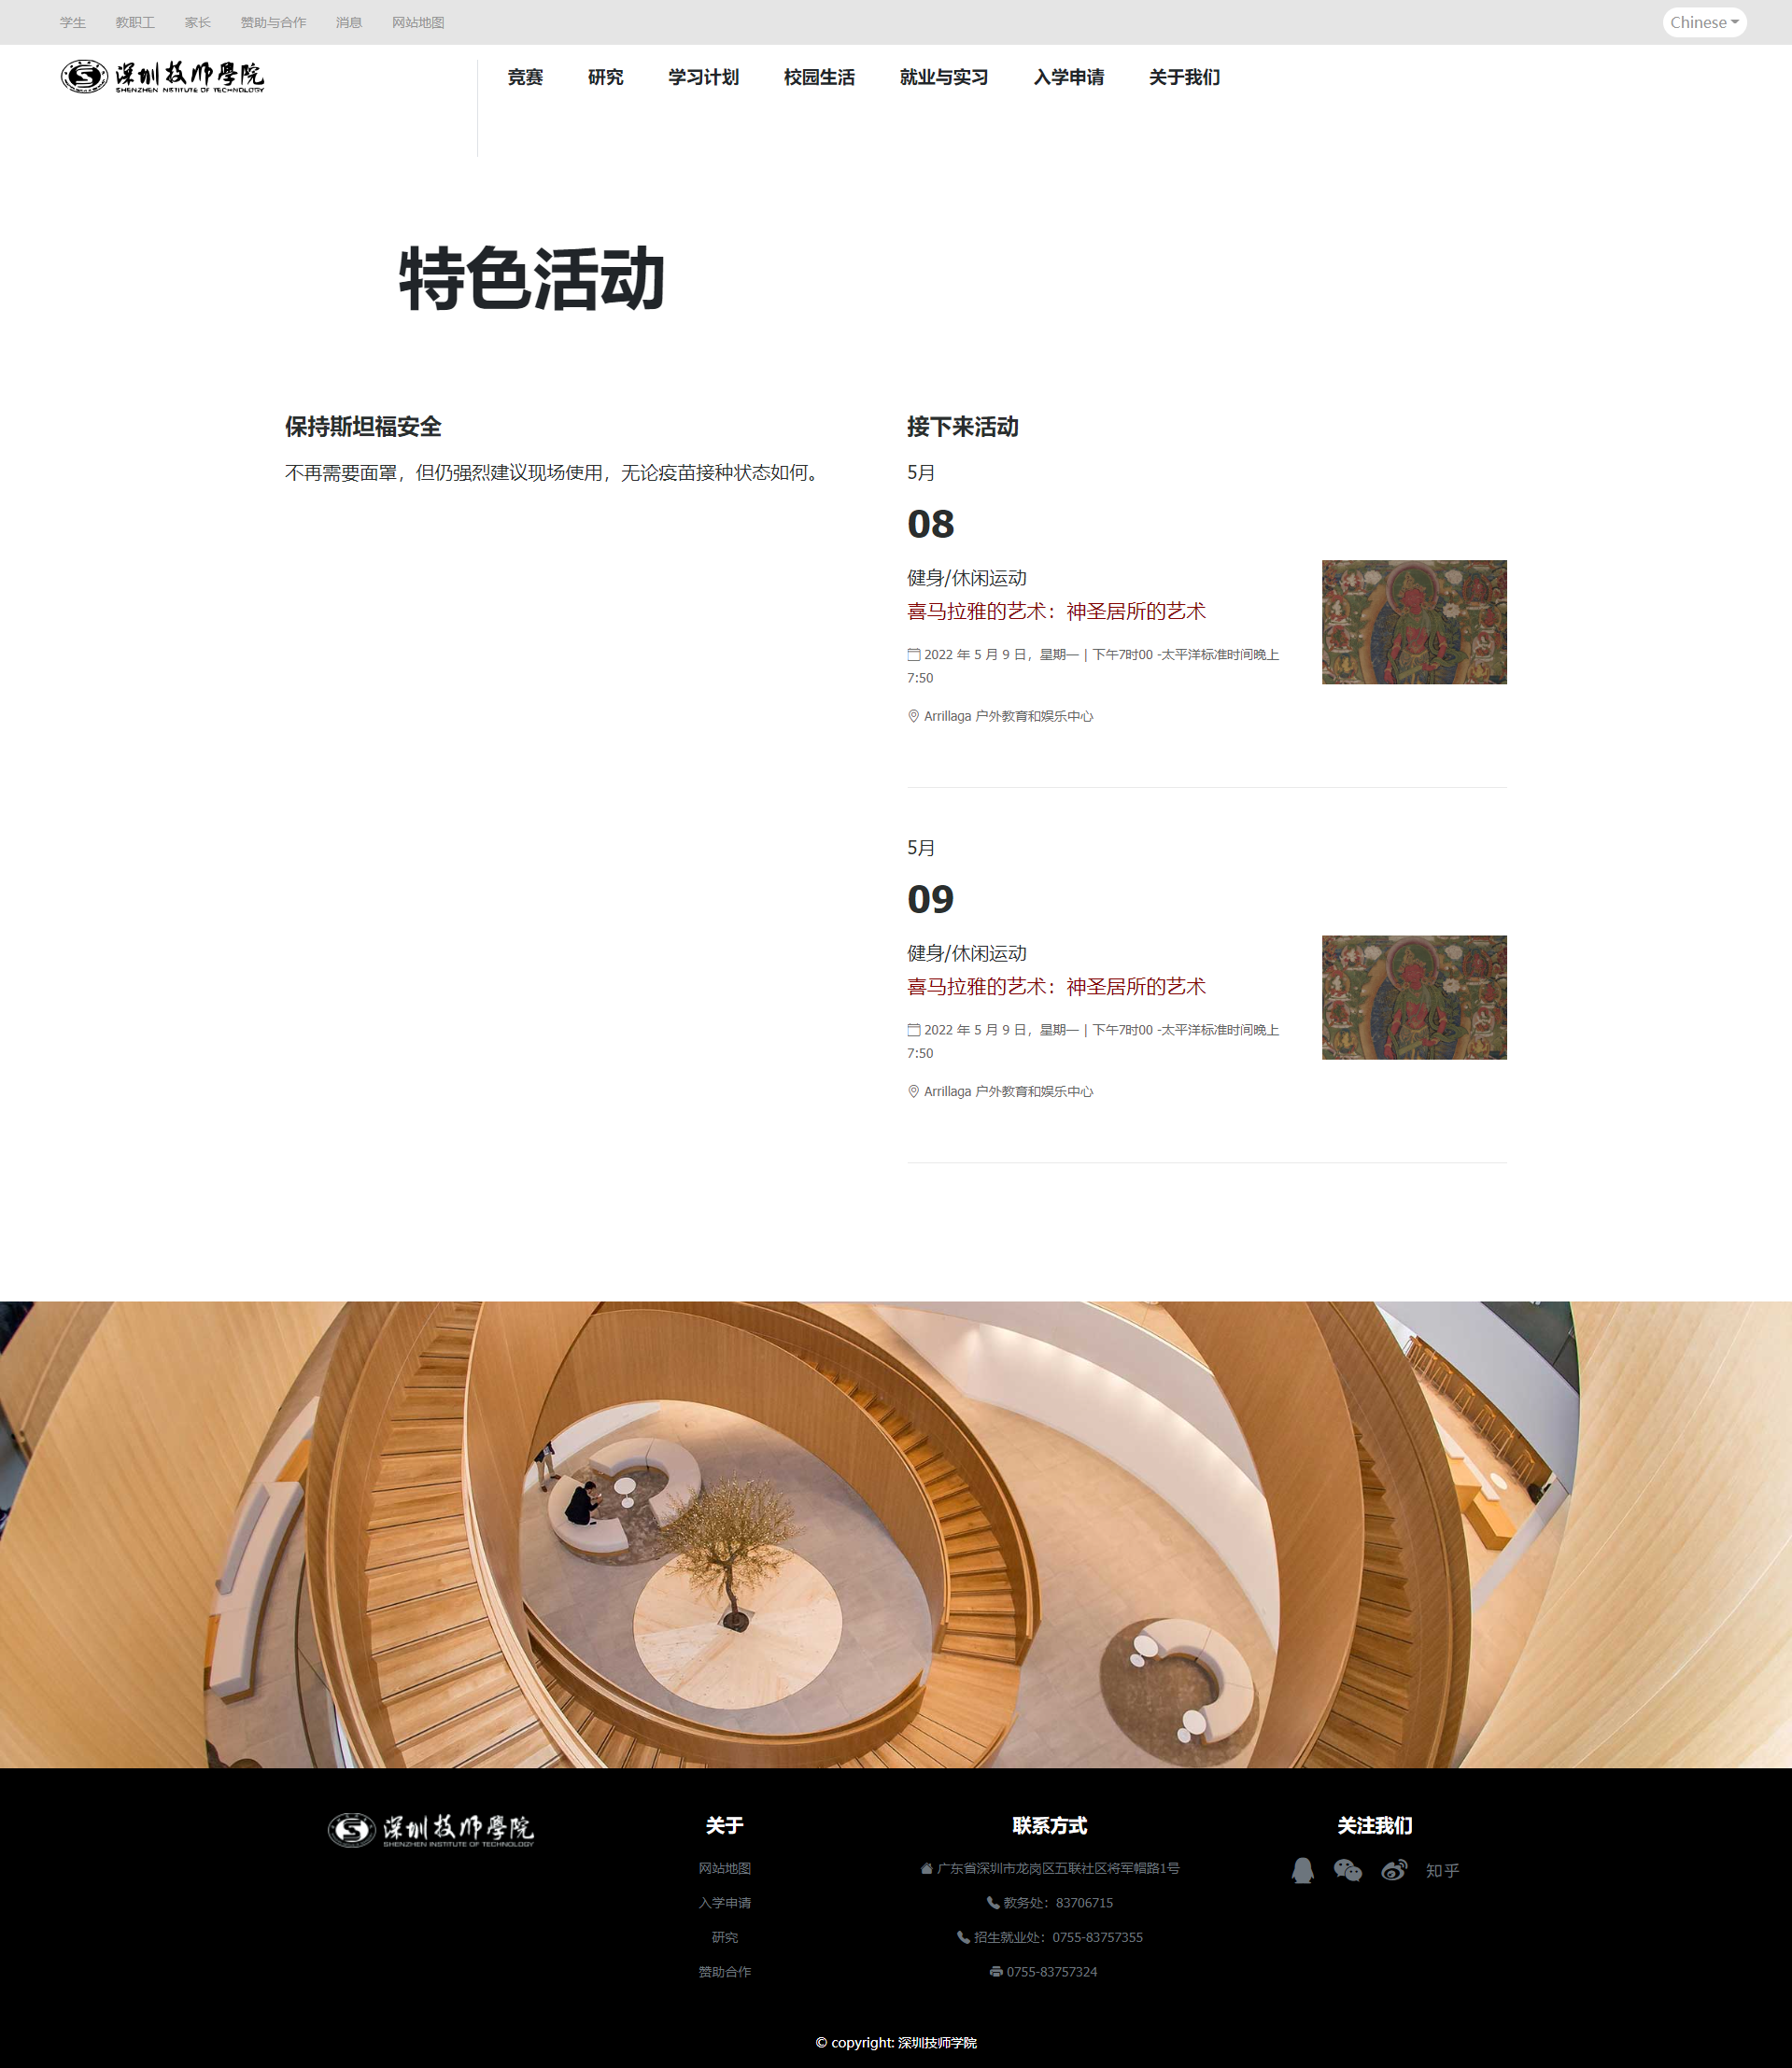 学生 教职工 家长 赞助与合作 消息 网站地图 Chinese
深圳技师學院
SHENZHEN INSTITUTE OF TECHNOLOGY
竞赛 研究 学习计划 校园生活 就业与实习 入学申请 关于我们
特色活动
保持斯坦福安全
不再需要面罩，但仍强烈建议现场使用，无论疫苗接种状态如何。
接下来活动
5月
08
健身/休闲运动
喜马拉雅的艺术：神圣居所的艺术
2022 年 5 月 9 日，星期一 | 下午7时00 -太平洋标准时间晚上
7:50
Arrillaga 户外教育和娱乐中心
5月
09
健身/休闲运动
喜马拉雅的艺术：神圣居所的艺术
2022 年 5 月 9 日，星期一 | 下午7时00 -太平洋标准时间晚上
7:50
Arrillaga 户外教育和娱乐中心
深圳技师學院
SHENZHEN INSTITUTE OF TECHNOLOGY
关于
网站地图
入学申请
研究
赞助合作
联系方式
广东省深圳市龙岗区五联社区将军帽路1号
教务处：83706715
招生就业处：0755-83757355
0755-83757324
关注我们
知乎
© copyright: 深圳技师学院